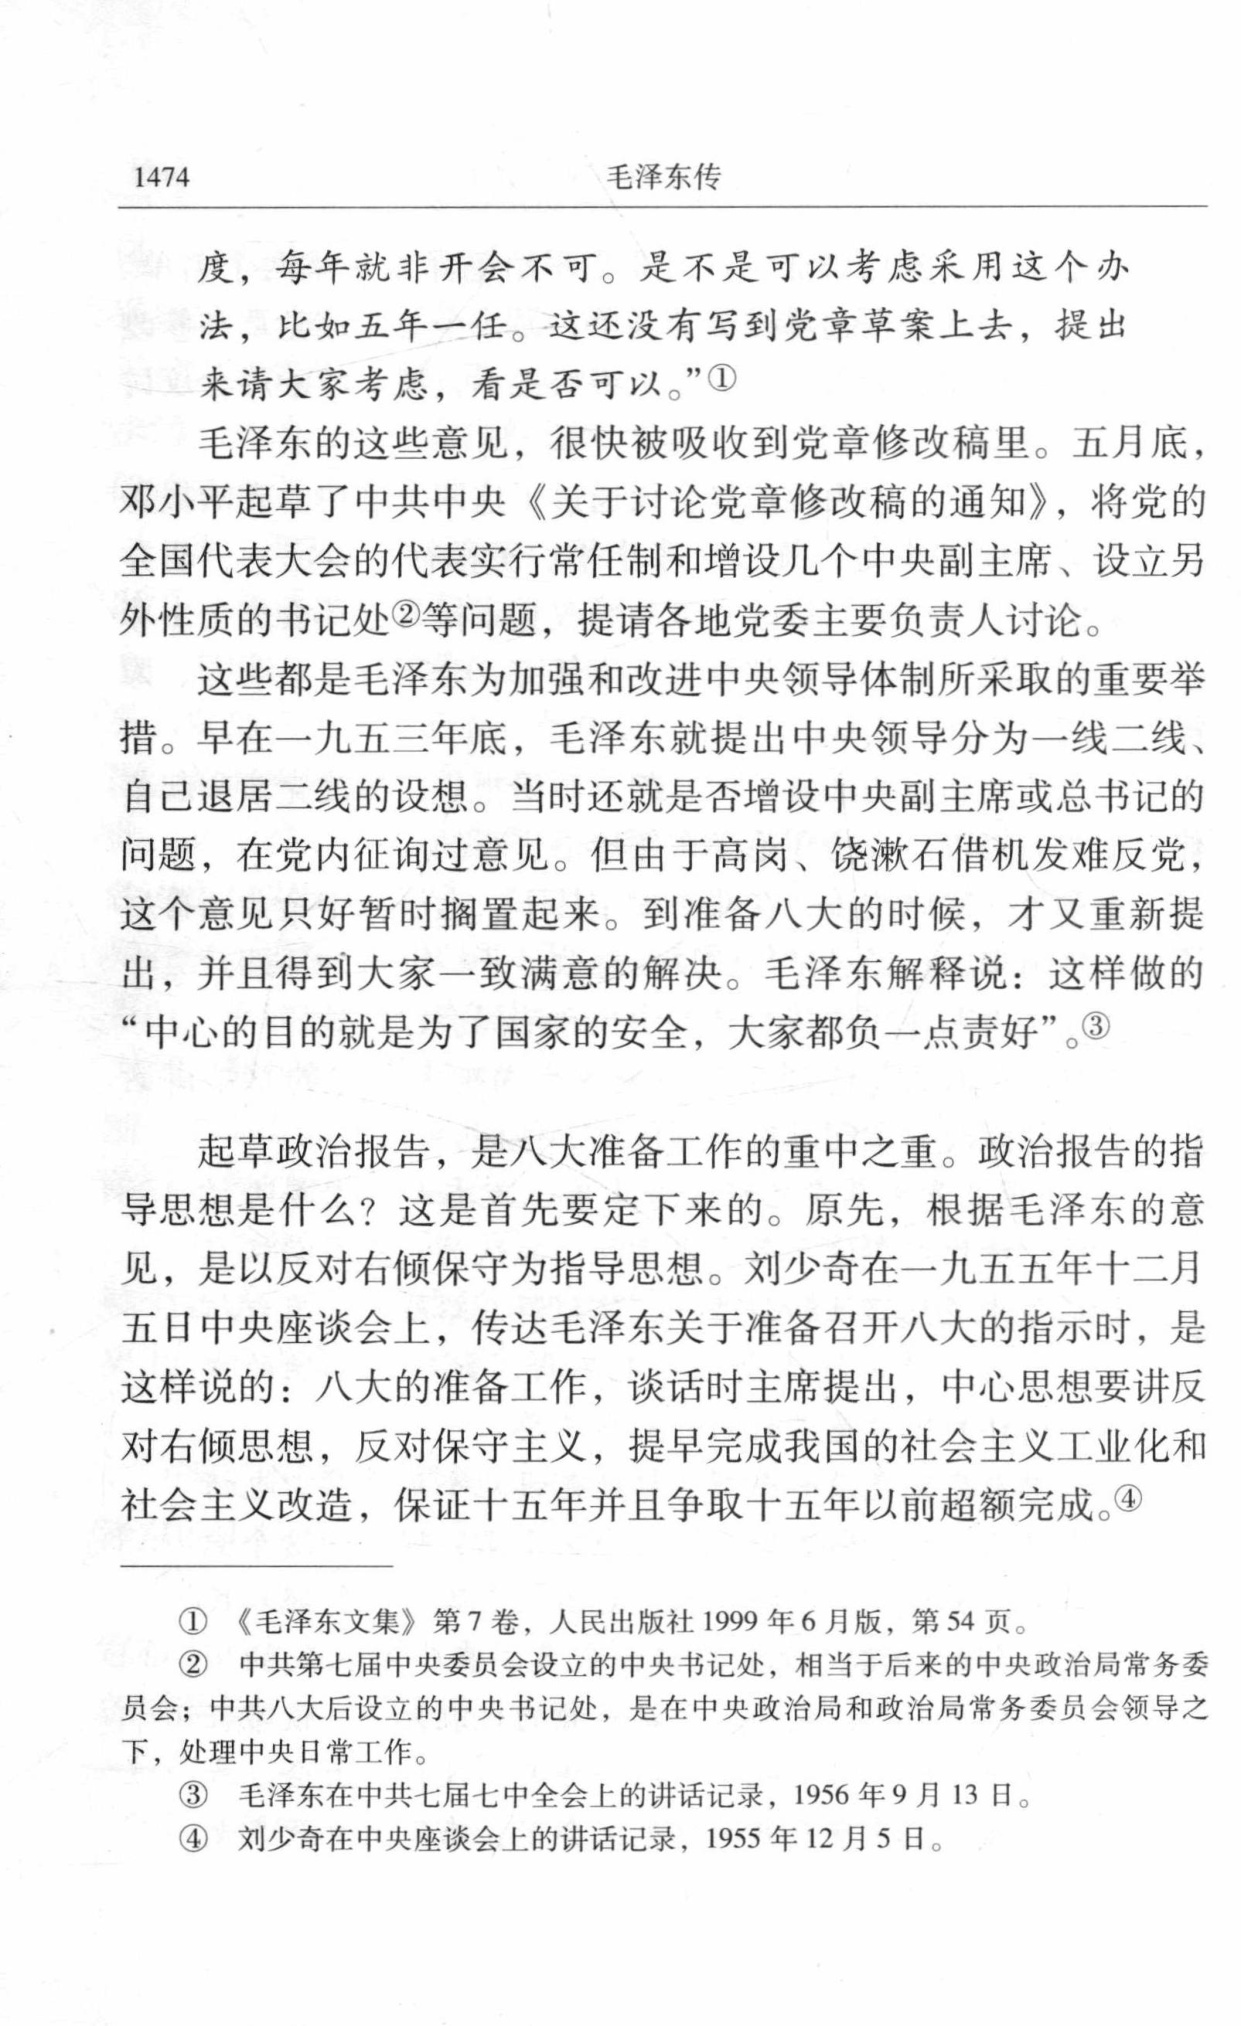 1474 毛泽东传
度，每年就非开会不可。是不是可以考虑采用这个办
法，比如五年一任。这还没有写到党章草案上去，提出
来请大家考虑，看是否可以。”①
毛泽东的这些意见，很快被吸收到党章修改稿里。五月底，
邓小平起草了中共中央《关于讨论党章修改稿的通知》，将党的
全国代表大会的代表实行常任制和增设几个中央副主席、设立另
外性质的书记处②等问题，提请各地党委主要负责人讨论。
这些都是毛泽东为加强和改进中央领导体制所采取的重要举
措。早在一九五三年底，毛泽东就提出中央领导分为一线二线、
自己退居二线的设想。当时还就是否增设中央副主席或总书记的
问题，在党内征询过意见。但由于高岗、饶漱石借机发难反党，
这个意见只好暂时搁置起来。到准备八大的时候，才又重新提
出，并且得到大家一致满意的解决。毛泽东解释说：这样做的
“中心的目的就是为了国家的安全，大家都负一点责好”。③
起草政治报告，是八大准备工作的重中之重。政治报告的指
导思想是什么？这是首先要定下来的。原先，根据毛泽东的意
见，是以反对右倾保守为指导思想。刘少奇在一九五五年十二月
五日中央座谈会上，传达毛泽东关于准备召开八大的指示时，是
这样说的：八大的准备工作，谈话时主席提出，中心思想要讲反
对右倾思想，反对保守主义，提早完成我国的社会主义工业化和
社会主义改造，保证十五年并且争取十五年以前超额完成。④
① 《毛泽东文集》第7卷，人民出版社1999年6月版，第54页。
② 中共第七届中央委员会设立的中央书记处，相当于后来的中央政治局常务委
员会；中共八大后设立的中央书记处，是在中央政治局和政治局常务委员会领导之
下，处理中央日常工作。
③ 毛泽东在中共七届七中全会上的讲话记录，1956年9月13日。
④ 刘少奇在中央座谈会上的讲话记录，1955年12月5日。